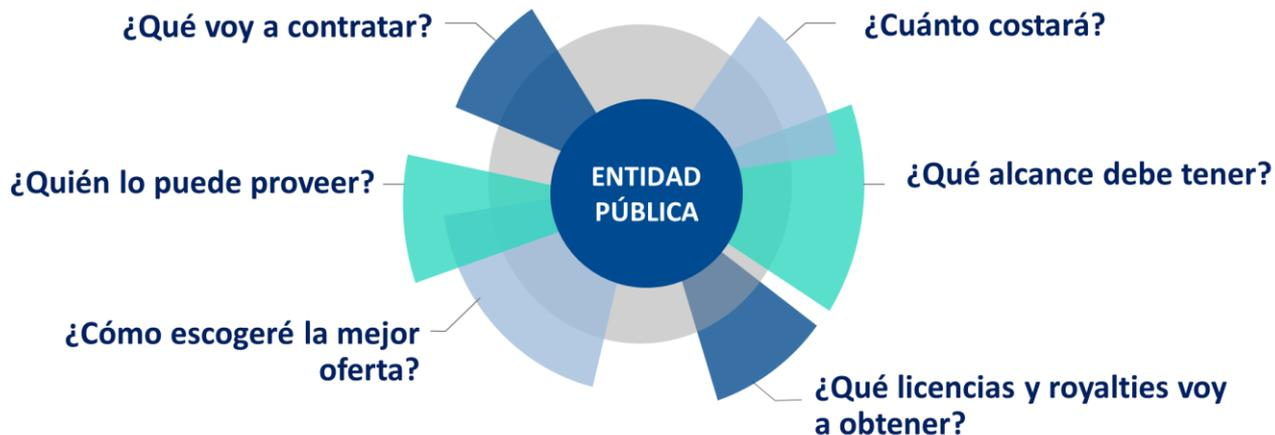 ¿Qué voy a contratar?
¿Cuánto costará?
¿Quién lo puede proveer?
ENTIDAD
PÚBLICA
¿Qué alcance debe tener?
¿Cómo escogeré la mejor
oferta?
¿Qué licencias y royalties voy
a obtener?